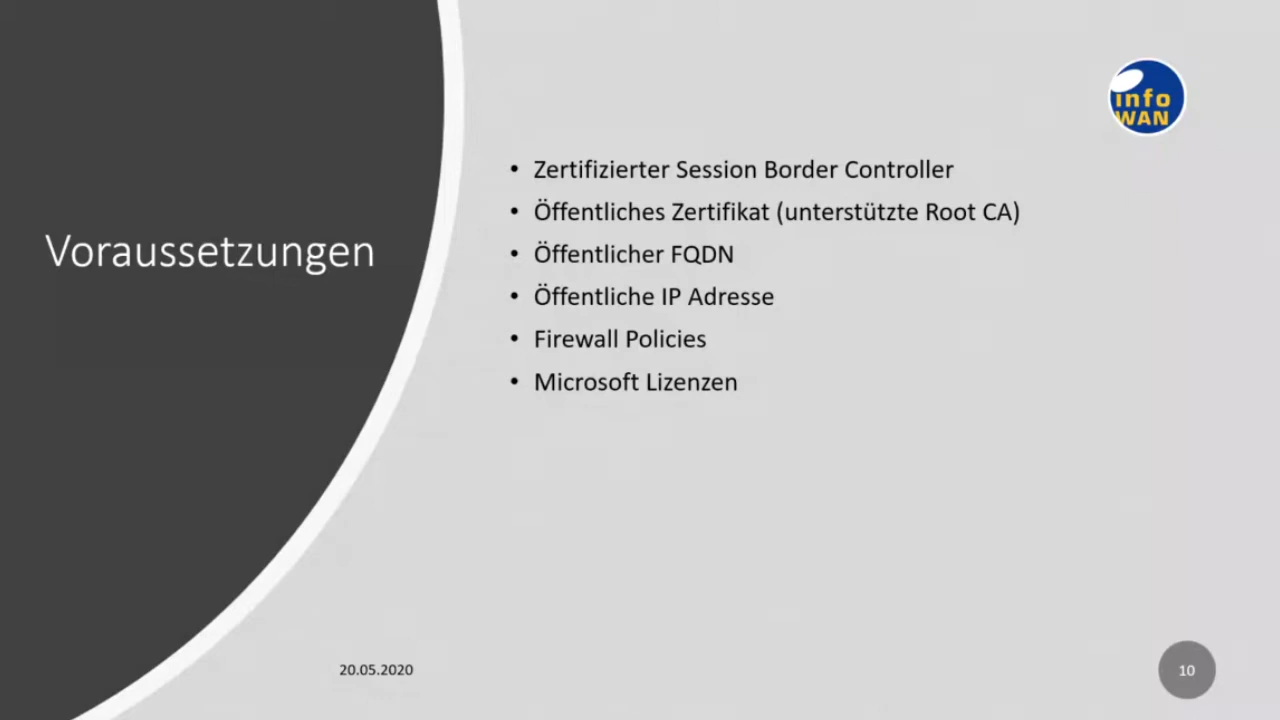 info
WAN
Voraussetzungen
• Zertifizierter Session Border Controller
• Öffentliches Zertifikat (unterstützte Root CA)
• Öffentlicher FQDN
• Öffentliche IP Adresse
• Firewall Policies
• Microsoft Lizenzen
20.05.2020
10